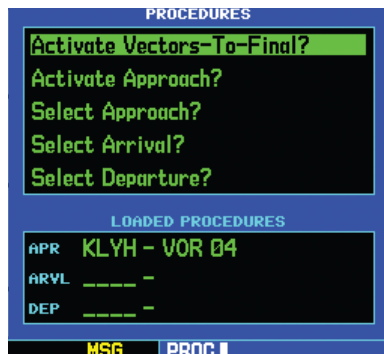 PROCEDURES
Activate Vectors-To-Final?
Activate Approach?
Select Approach?
Select Arrival?
Select Departure?
LOADED PROCEDURES
APR KLYH – VOR 04
ARVL ____ –
DEP ____ –
MSG PROC